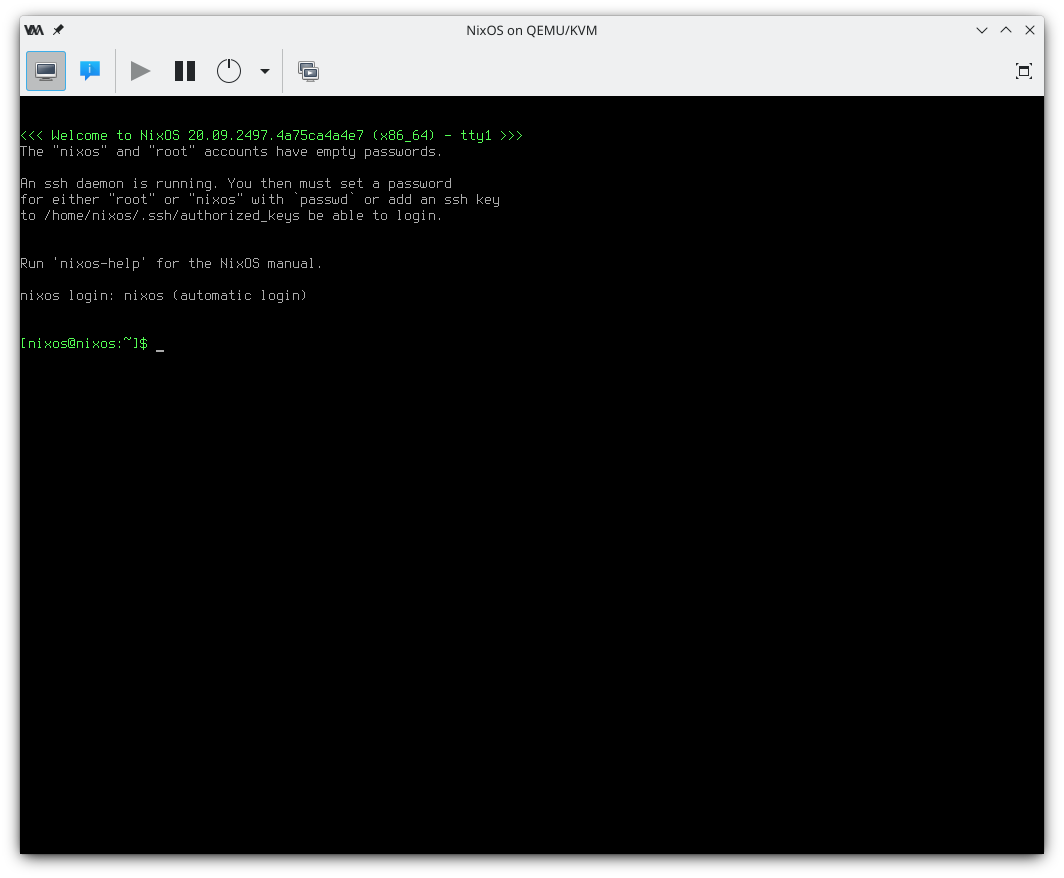 NixOS on QEMU/KVM
<<< Welcome to NixOS 20.09.2497.4a75ca4a4e7 (x86_64) - tty1 >>>
The "nixos" and "root" accounts have empty passwords.
An ssh daemon is running. You then must set a password
for either "root" or "nixos" with `passwd` or add an ssh key
to /home/nixos/.ssh/authorized_keys be able to login.
Run 'nixos-help' for the NixOS manual.
nixos login: nixos (automatic login)
[nixos@nixos:~]$ _